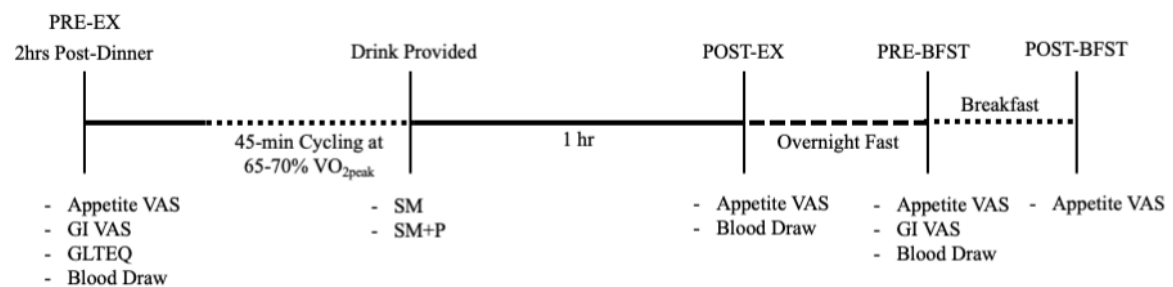 PRE-EX
2hrs Post-Dinner
Drink Provided
POST-EX
PRE-BFST
POST-BFST
45-min Cycling at
65-70% VO2peak
1 hr
Overnight Fast
Breakfast
- Appetite VAS
- GI VAS
- GLTEQ
- Blood Draw
- SM
- SM+P
- Appetite VAS
- Blood Draw
- Appetite VAS
- GI VAS
- Blood Draw
- Appetite VAS